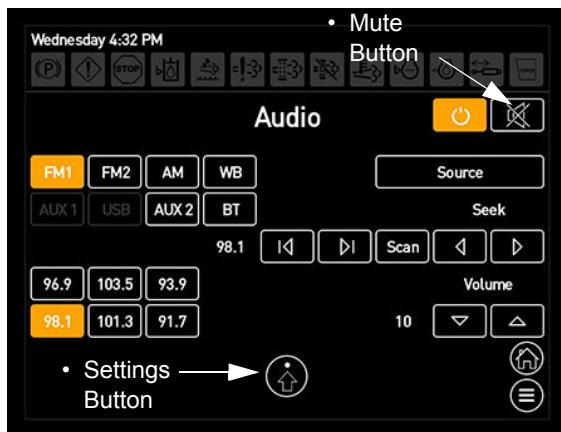 • Mute
Button
Wednesday 4:32 PM
(P) STOP
Audio
FM1 FM2 AM WB Source
AUX 1 USB AUX 2 BT Seek
98.1 Scan
96.9 103.5 93.9 Volume
98.1 101.3 91.7 10
• Settings
Button